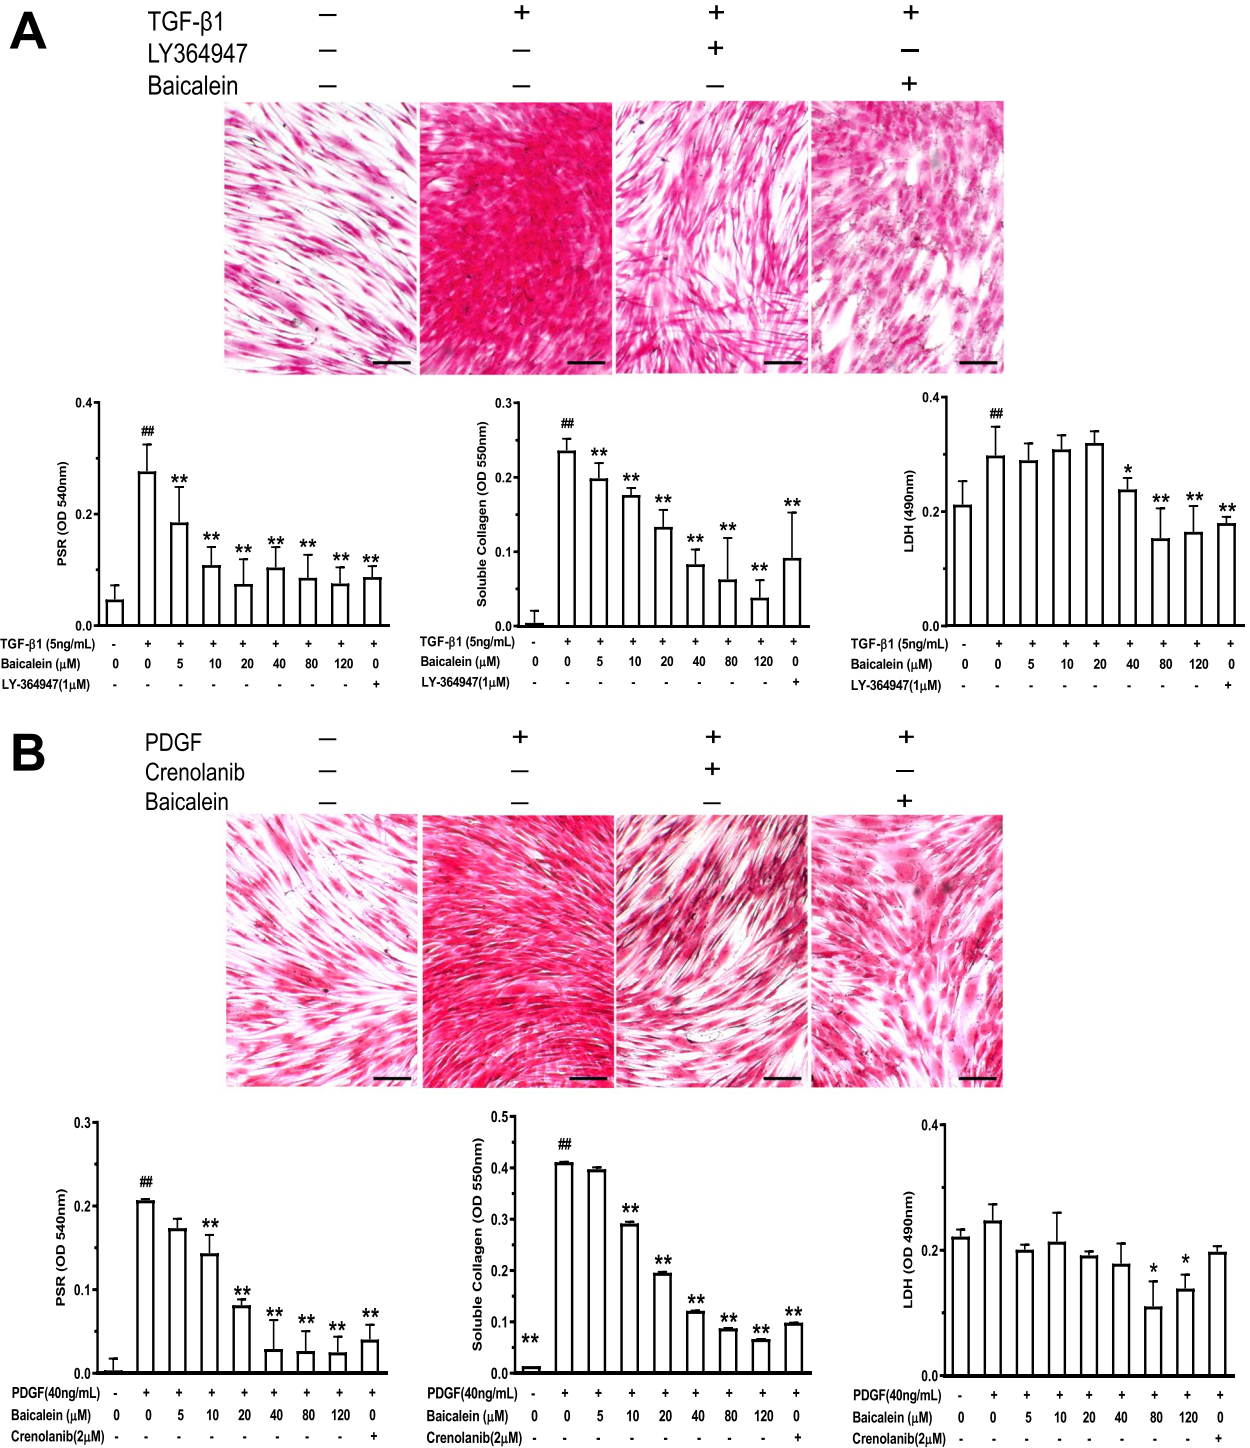 A
TGF-β1 – + + +
LY364947 – – + –
Baicalein – – – +
PSR (OD 540nm)
0.4
0.2
0.0
##
**
**
**
**
**
**
**
TGF-β1 (5ng/mL) - + + + + + + + +
Baicalein (μM) 0 0 5 10 20 40 80 120 0
LY-364947(1μM) - - - - - - - - +
Soluble Collagen (OD 550nm)
0.3
0.2
0.1
0.0
##
**
**
**
**
**
**
**
TGF-β1 (5ng/mL) - + + + + + + + +
Baicalein (μM) 0 0 5 10 20 40 80 120 0
LY-364947(1μM) - - - - - - - - +
LDH (490nm)
0.4
0.2
0.0
##
*
**
**
**
TGF-β1 (5ng/mL) - + + + + + + + +
Baicalein (μM) 0 0 5 10 20 40 80 120 0
LY-364947(1μM) - - - - - - - - +
B
PDGF – + + +
Crenolanib – – + –
Baicalein – – – +
PSR (OD 540nm)
0.3
0.2
0.1
0.0
##
**
**
**
**
**
**
PDGF(40ng/mL) - + + + + + + + +
Baicalein (μM) 0 0 5 10 20 40 80 120 0
Crenolanib(2μM) - - - - - - - - +
Soluble Collagen (OD 550nm)
0.5
0.4
0.3
0.2
0.1
0.0
**
##
**
**
**
**
**
**
PDGF(40ng/mL) - + + + + + + + +
Baicalein (μM) 0 0 5 10 20 40 80 120 0
Crenolanib(2μM) - - - - - - - - +
LDH (OD 490nm)
0.4
0.2
0.0
*
*
PDGF(40ng/mL) - + + + + + + + +
Baicalein (μM) 0 0 5 10 20 40 80 120 0
Crenolanib(2μM) - - - - - - - - +